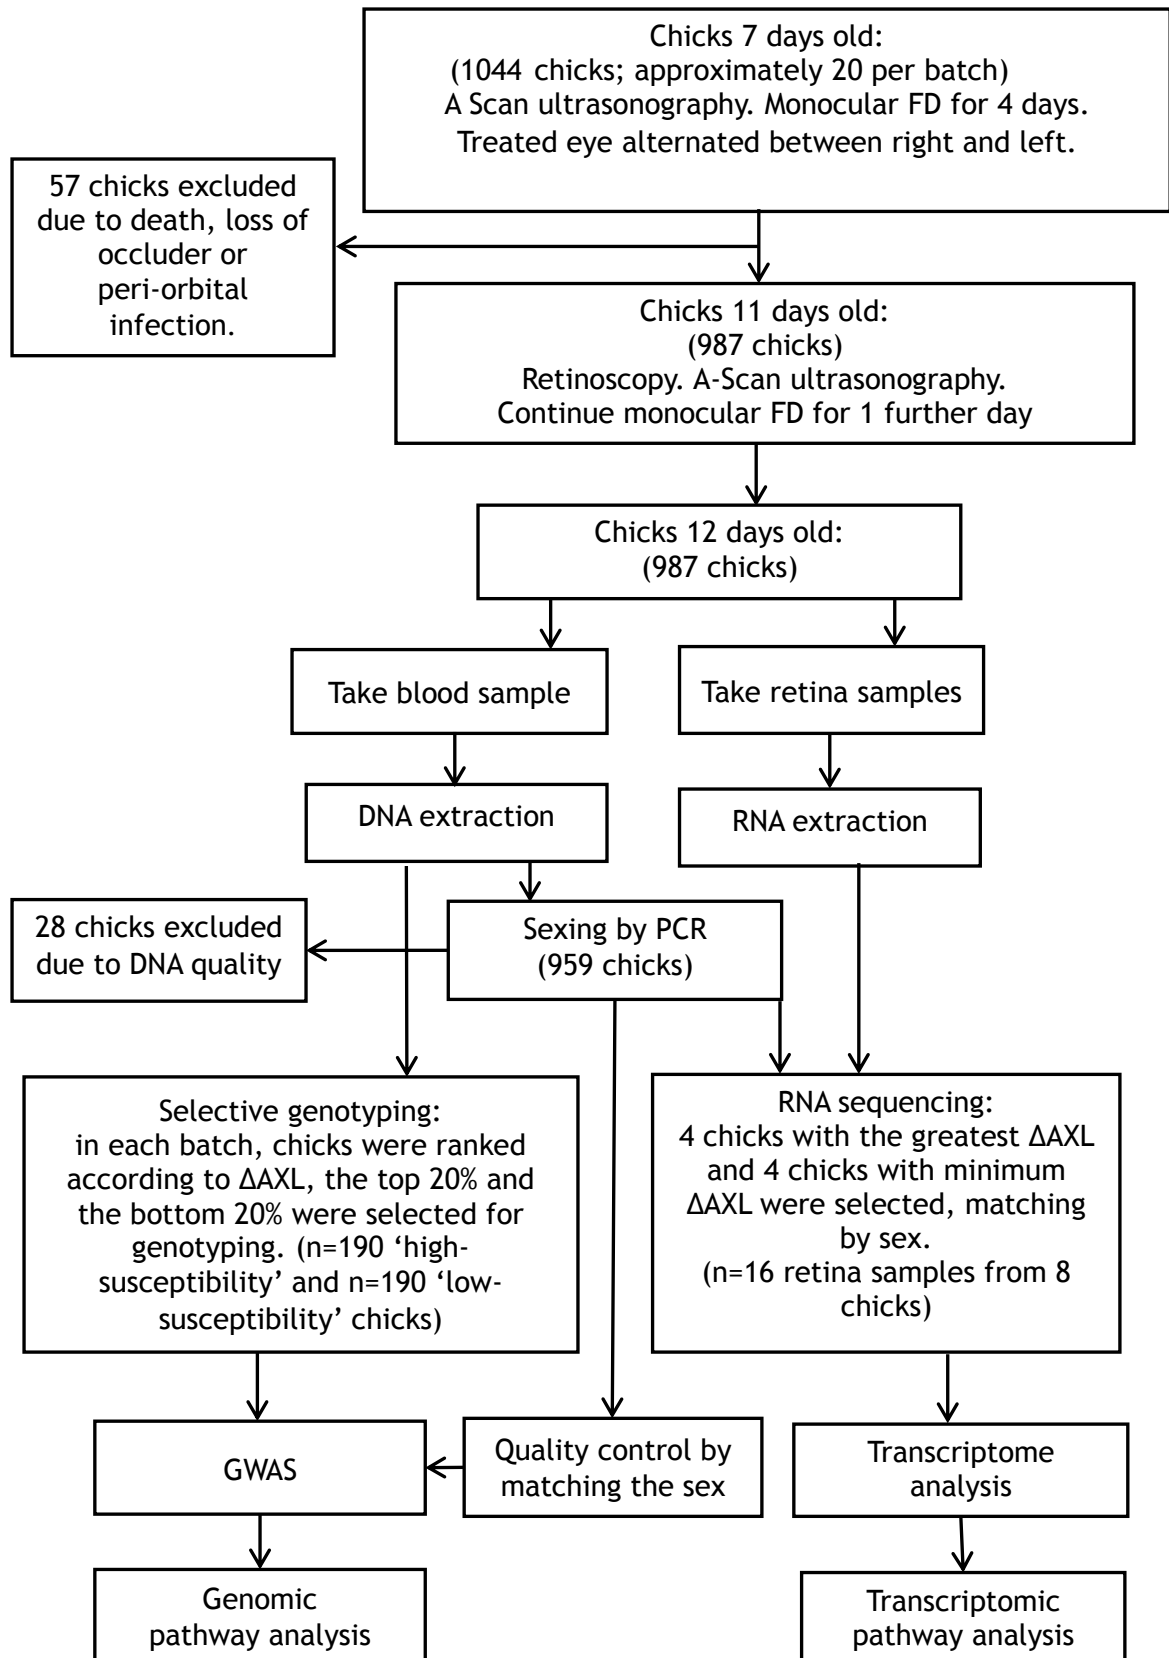 Chicks 7 days old:
(1044 chicks; approximately 20 per batch)
A Scan ultrasonography. Monocular FD for 4 days.
Treated eye alternated between right and left.
57 chicks excluded
due to death, loss of
occluder or
peri-orbital
infection.
Chicks 11 days old:
(987 chicks)
Retinoscopy. A-Scan ultrasonography.
Continue monocular FD for 1 further day
Chicks 12 days old:
(987 chicks)
Take blood sample
Take retina samples
DNA extraction
RNA extraction
28 chicks excluded
due to DNA quality
Sexing by PCR
(959 chicks)
Selective genotyping:
in each batch, chicks were ranked
according to ΔAXL, the top 20% and
the bottom 20% were selected for
genotyping. (n=190 ‘high-
susceptibility’ and n=190 ‘low-
susceptibility’ chicks)
RNA sequencing:
4 chicks with the greatest ΔAXL
and 4 chicks with minimum
ΔAXL were selected, matching
by sex.
(n=16 retina samples from 8
chicks)
GWAS
Quality control by
matching the sex
Transcriptome
analysis
Genomic
pathway analysis
Transcriptomic
pathway analysis